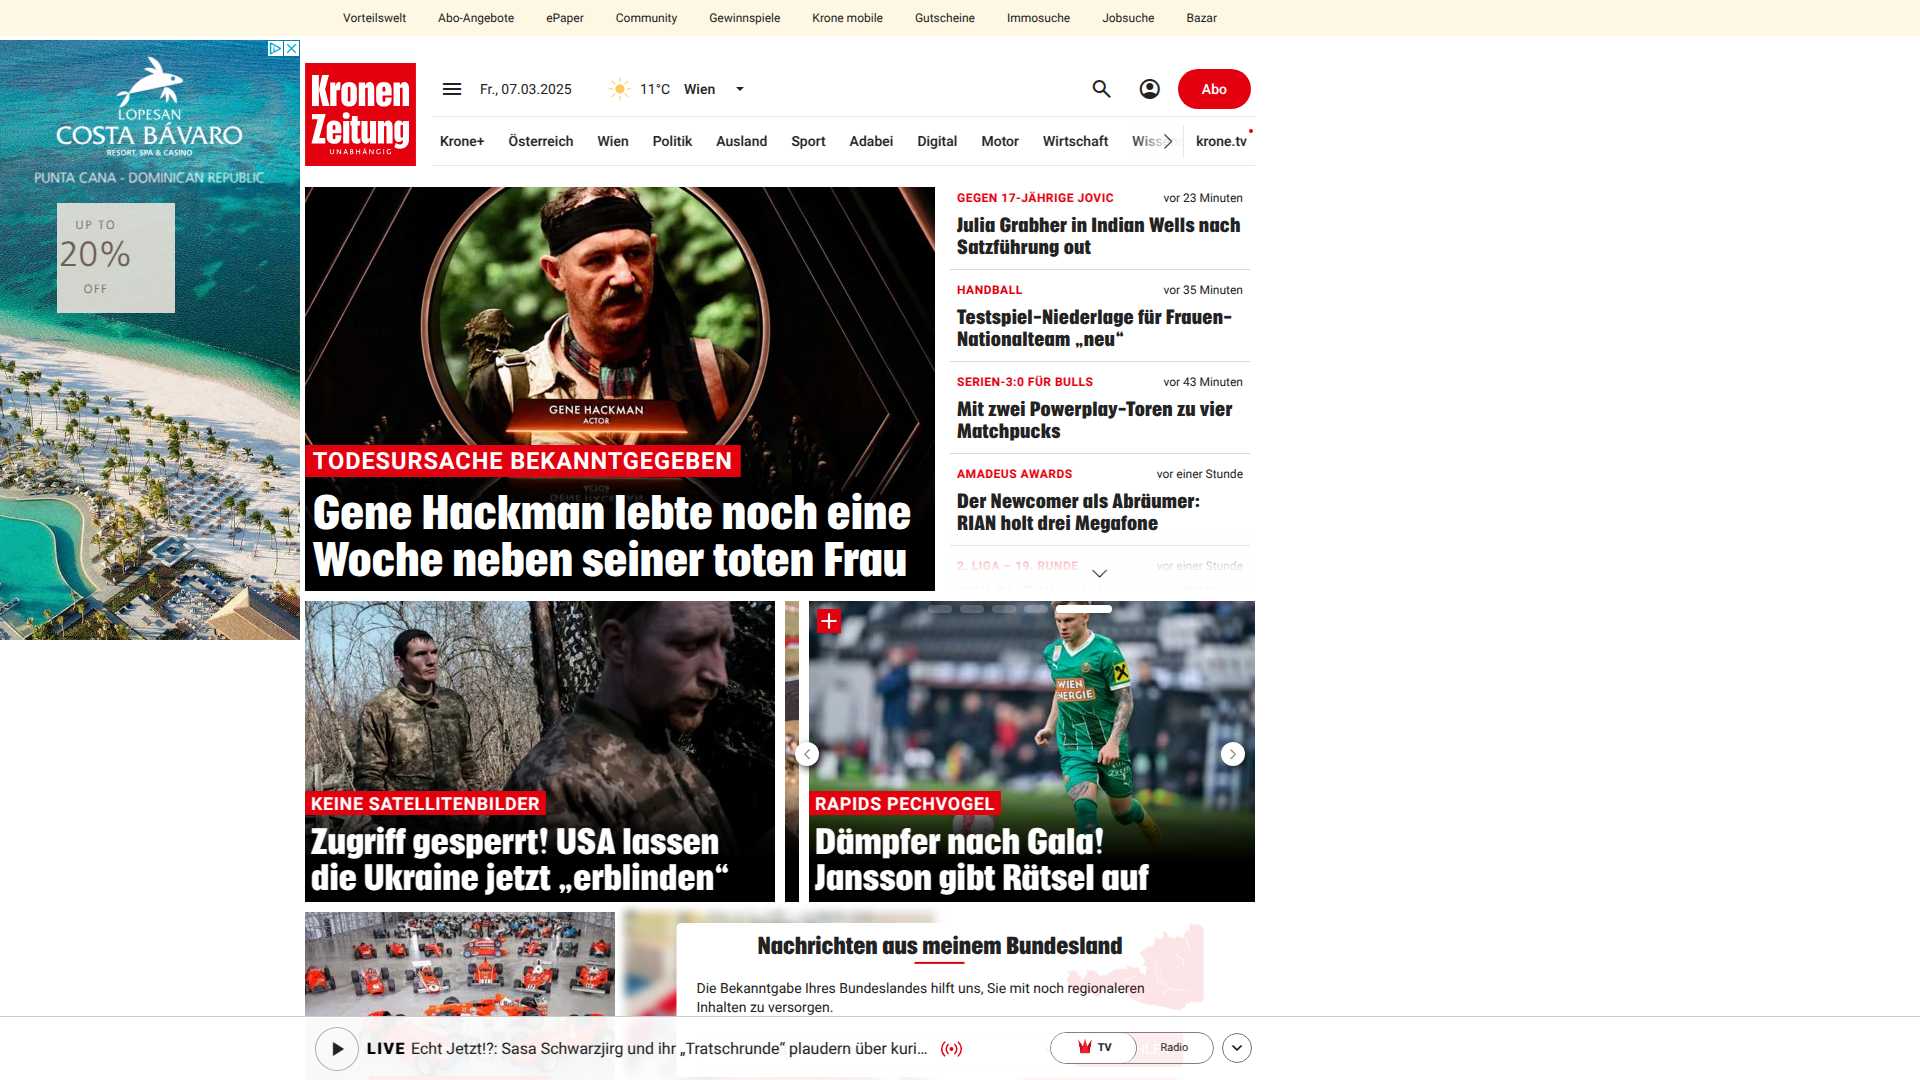 Vorteilswelt
Abo-Angebote
ePaper
Community
Gewinnspiele
Krone mobile
Gutscheine
Immosuche
Jobsuche
Bazar
LOPESAN
COSTA BÁVARO
RESORT, SPA & CASINO
PUNTA CANA - DOMINICAN REPUBLIC
UP TO
20%
OFF
Kronen
Zeitung
UNABHÄNGIG
Fr., 07.03.2025
11°C
Wien
Abo
Krone+
Österreich
Wien
Politik
Ausland
Sport
Adabei
Digital
Motor
Wirtschaft
krone.tv
GENE HACKMAN
ACTOR
TODESURSACHE BEKANNTGEGEBEN
Gene Hackman lebte noch eine
Woche neben seiner toten Frau
GEGEN 17-JÄHRIGE JOVIC
vor 23 Minuten
Julia Grabher in Indian Wells nach
Satzführung out
HANDBALL
vor 35 Minuten
Testspiel-Niederlage für Frauen-
Nationalteam „neu“
SERIEN-3:0 FÜR BULLS
vor 43 Minuten
Mit zwei Powerplay-Toren zu vier
Matchpucks
AMADEUS AWARDS
vor einer Stunde
Der Newcomer als Abräumer:
RIAN holt drei Megafone
2. LIGA – 19. RUNDE
vor einer Stunde
KEINE SATELLITENBILDER
Zugriff gesperrt! USA lassen
die Ukraine jetzt „erblinden“
WIEN
ENERGIE
RAPIDS PECHVOGEL
Dämpfer nach Gala!
Jansson gibt Rätsel auf
Nachrichten aus meinem Bundesland
Die Bekanntgabe Ihres Bundeslandes hilft uns, Sie mit noch regionaleren
Inhalten zu versorgen.
LIVE Echt Jetzt!?: Sasa Schwarzjirg und ihr „Tratschrunde“ plaudern über kuri...
TV
Radio